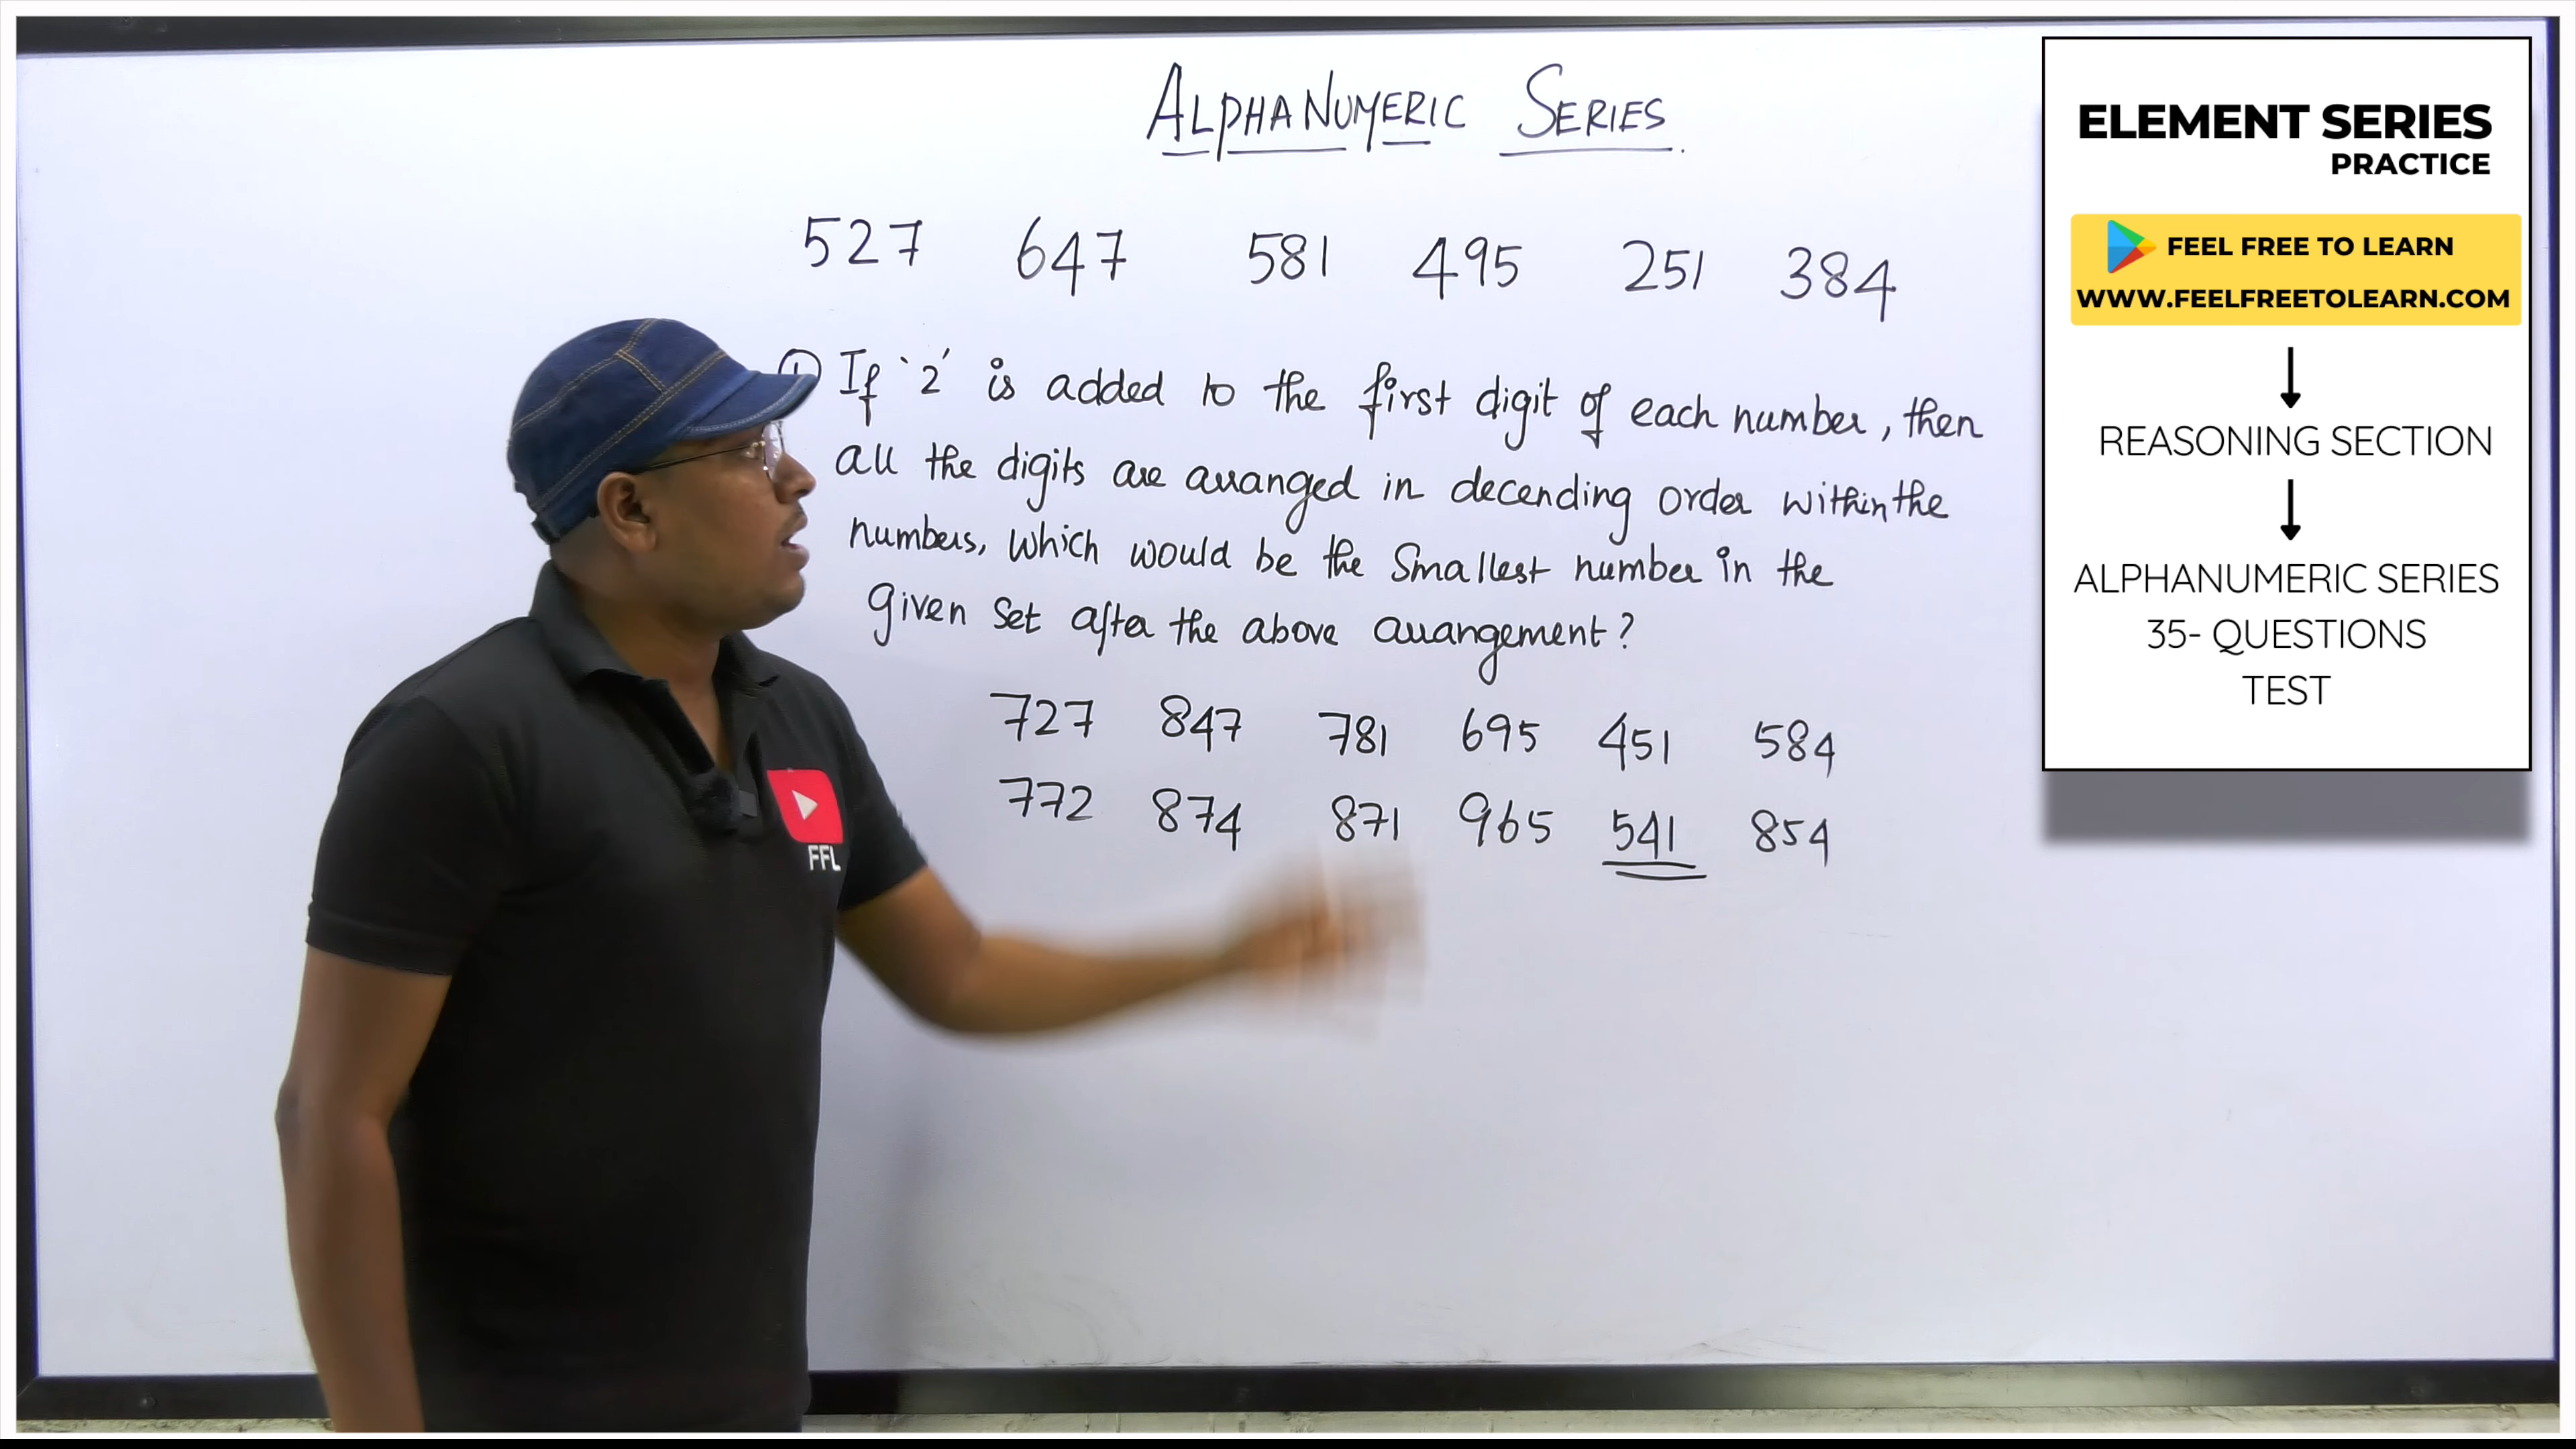 ALPHANUMERIC SERIES.
527 647 581 495 251 384
① If '2' is added to the first digit of each number, then
all the digits are arranged in decending order within the
numbers, which would be the smallest number in the
given set after the above arrangement?
727 847 781 695 451 584
772 874 871 965 541 854
FFL
ELEMENT SERIES
PRACTICE
FEEL FREE TO LEARN
WWW.FEELFREETOLEARN.COM
↓
REASONING SECTION
↓
ALPHANUMERIC SERIES
35- QUESTIONS
TEST